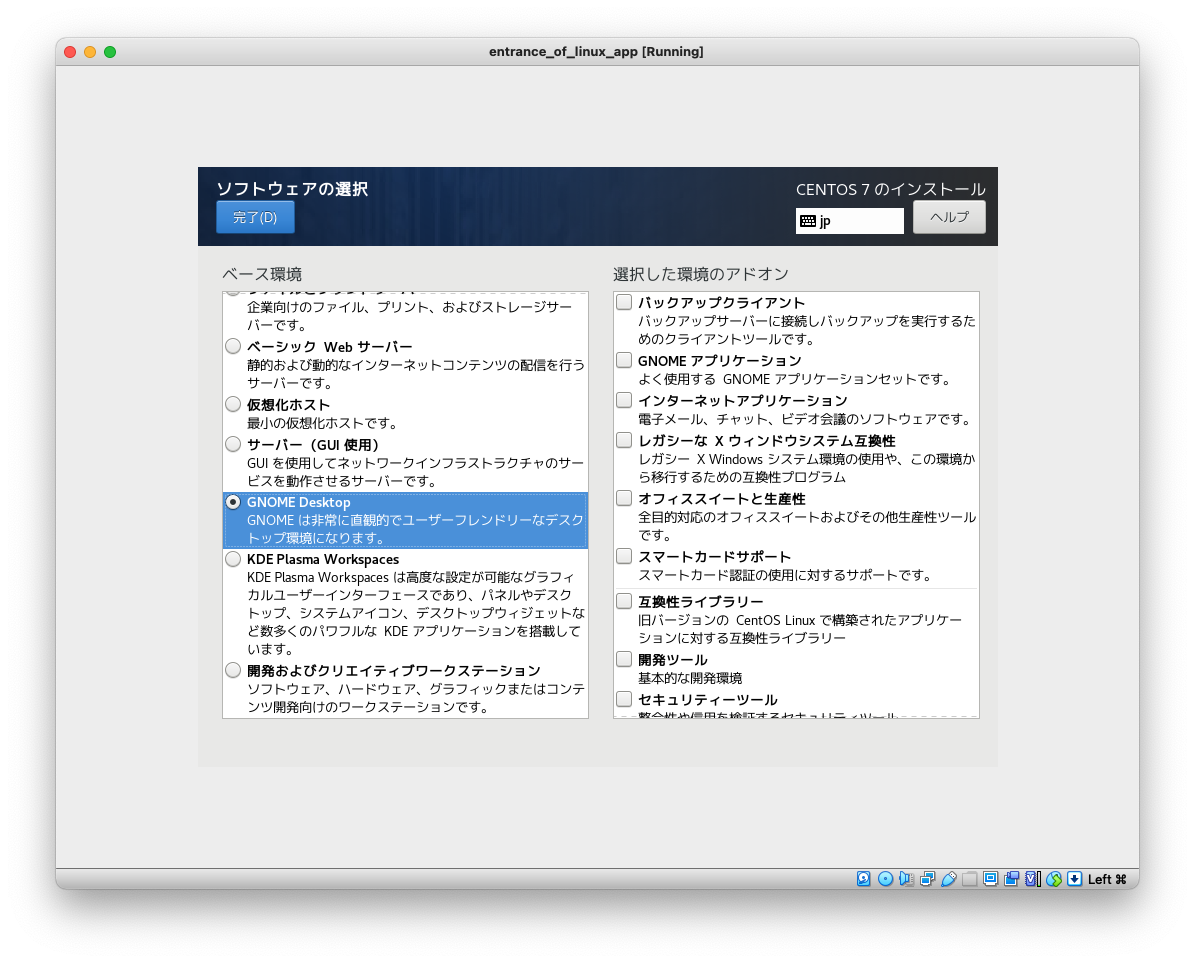 entrance_of_linux_app [Running]
ソフトウェアの選択
完了(D)
CENTOS 7 のインストール
jp
ヘルプ
ベース環境
企業向けのファイル、プリント、およびストレージサー
バーです。
ベーシック Web サーバー
静的および動的なインターネットコンテンツの配信を行う
サーバーです。
仮想化ホスト
最小の仮想化ホストです。
サーバー（GUI 使用）
GUI を使用してネットワークインフラストラクチャのサー
ビスを動作させるサーバーです。
GNOME Desktop
GNOME は非常に直観的でユーザーフレンドリーなデスク
トップ環境になります。
KDE Plasma Workspaces
KDE Plasma Workspaces は高度な設定が可能なグラフィ
カルユーザーインターフェースであり、パネルやデスク
トップ、システムアイコン、デスクトップウィジェットな
ど数多くのパワフルな KDE アプリケーションを搭載して
います。
開発およびクリエイティブワークステーション
ソフトウェア、ハードウェア、グラフィックまたはコンテ
ンツ開発向けのワークステーションです。
選択した環境のアドオン
バックアップクライアント
バックアップサーバーに接続しバックアップを実行するた
めのクライアントツールです。
GNOME アプリケーション
よく使用する GNOME アプリケーションセットです。
インターネットアプリケーション
電子メール、チャット、ビデオ会議のソフトウェアです。
レガシーな X ウィンドウシステム互換性
レガシー X Windows システム環境の使用や、この環境か
ら移行するための互換性プログラム
オフィススイートと生産性
全目的対応のオフィススイートおよびその他生産性ツール
です。
スマートカードサポート
スマートカード認証の使用に対するサポートです。
互換性ライブラリー
旧バージョンの CentOS Linux で構築されたアプリケー
ションに対する互換性ライブラリー
開発ツール
基本的な開発環境
セキュリティーツール
整合性や信用を検証するセキュリティツール
Left ⌘